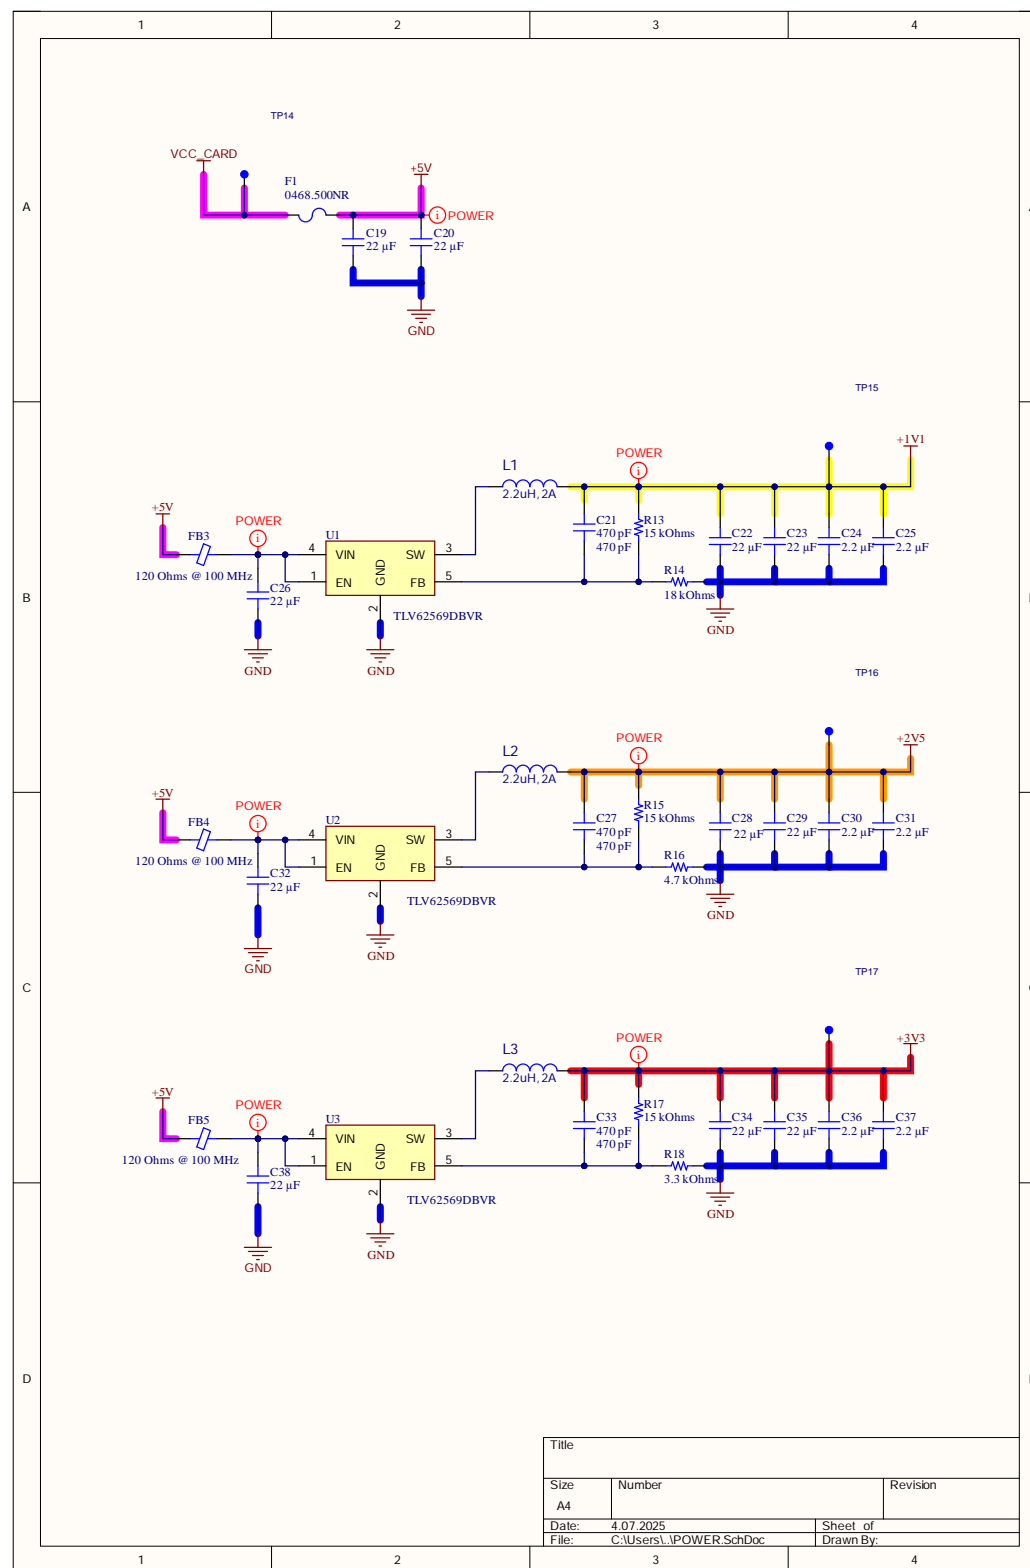 1 2 3 4
TP14
VCC_CARD
+5V
F1
0468.500NR
POWER
A
C19
22 µF
C20
22 µF
GND
TP15
+1V1
POWER
L1
2.2uH, 2A
+5V
POWER
FB3
120 Ohms @ 100 MHz
U1
4 VIN SW 3
1 EN GND FB 5
2
TLV62569DBVR
C21
470 pF
470 pF
R13
15 kOhms
C22
22 µF
C23
22 µF
C24
2.2 µF
C25
2.2 µF
R14
18 kOhms
B
C26
22 µF
GND
GND
GND
TP16
+2V5
POWER
L2
2.2uH, 2A
+5V
POWER
FB4
120 Ohms @ 100 MHz
U2
4 VIN SW 3
1 EN GND FB 5
2
TLV62569DBVR
C27
470 pF
470 pF
R15
15 kOhms
C28
22 µF
C29
22 µF
C30
2.2 µF
C31
2.2 µF
R16
4.7 kOhms
C32
22 µF
GND
GND
GND
TP17
C
+3V3
POWER
L3
2.2uH, 2A
+5V
POWER
FB5
120 Ohms @ 100 MHz
U3
4 VIN SW 3
1 EN GND FB 5
2
TLV62569DBVR
C33
470 pF
470 pF
R17
15 kOhms
C34
22 µF
C35
22 µF
C36
2.2 µF
C37
2.2 µF
R18
3.3 kOhms
C38
22 µF
GND
GND
GND
D
Title
Size Number Revision
A4
Date: 4.07.2025 Sheet of
File: C:\Users\..\POWER.SchDoc Drawn By:
1 2 3 4